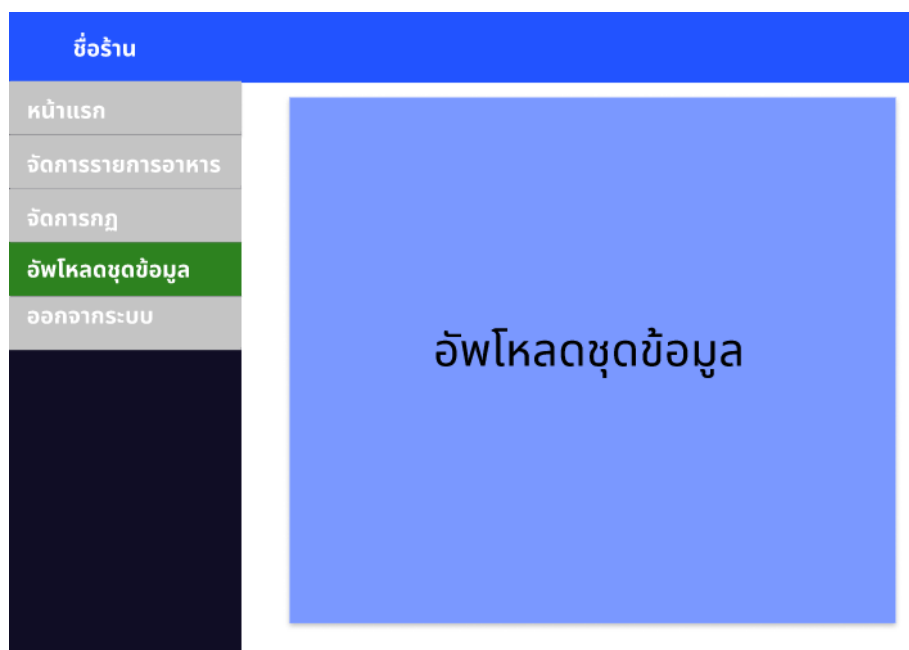 ชื่อร้าน
หน้าแรก
จัดการรายการอาหาร
จัดการกฏ
อัพโหลดชุดข้อมูล
ออกจากระบบ
อัพโหลดชุดข้อมูล